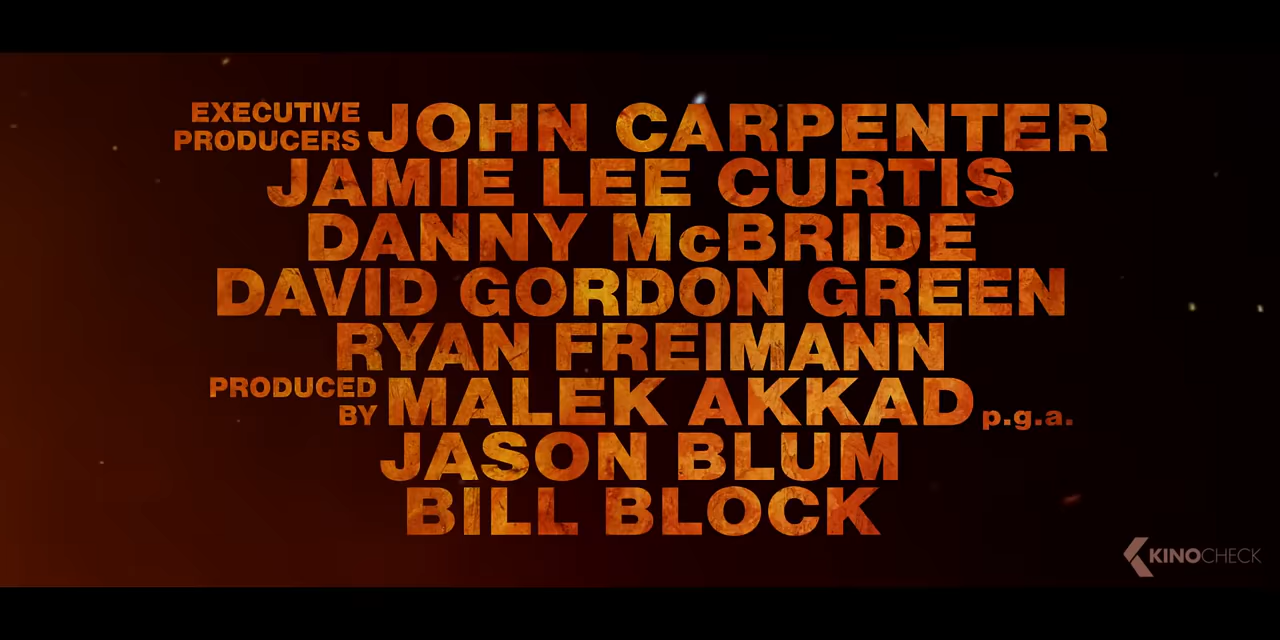 EXECUTIVE
PRODUCERS JOHN CARPENTER
JAMIE LEE CURTIS
DANNY McBRIDE
DAVID GORDON GREEN
RYAN FREIMANN
PRODUCED
BY MALEK AKKAD p.g.a.
JASON BLUM
BILL BLOCK
KINOCHECK